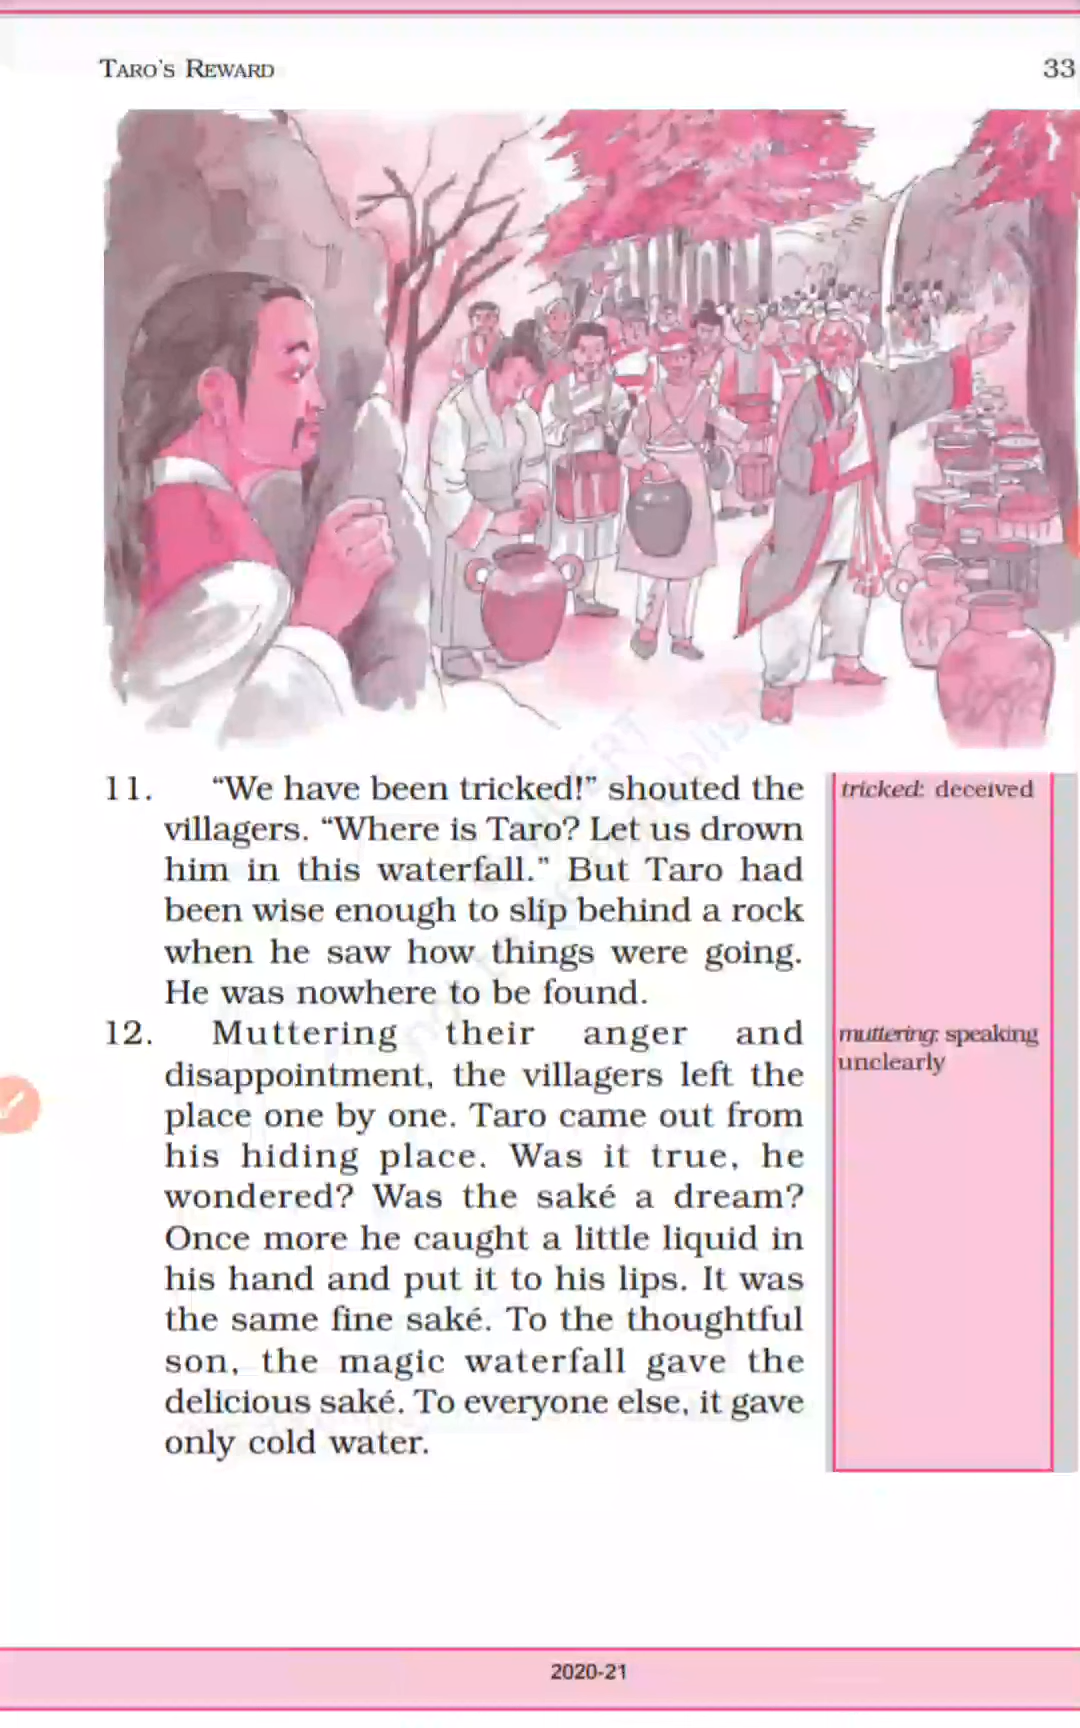 TARO'S REWARD 33
11. “We have been tricked!” shouted the
villagers. “Where is Taro? Let us drown
him in this waterfall.” But Taro had
been wise enough to slip behind a rock
when he saw how things were going.
He was nowhere to be found.
tricked: deceived
12. Muttering their anger and
disappointment, the villagers left the
place one by one. Taro came out from
his hiding place. Was it true, he
wondered? Was the saké a dream?
Once more he caught a little liquid in
his hand and put it to his lips. It was
the same fine saké. To the thoughtful
son, the magic waterfall gave the
delicious saké. To everyone else, it gave
only cold water.
muttering: speaking
unclearly
2020-21